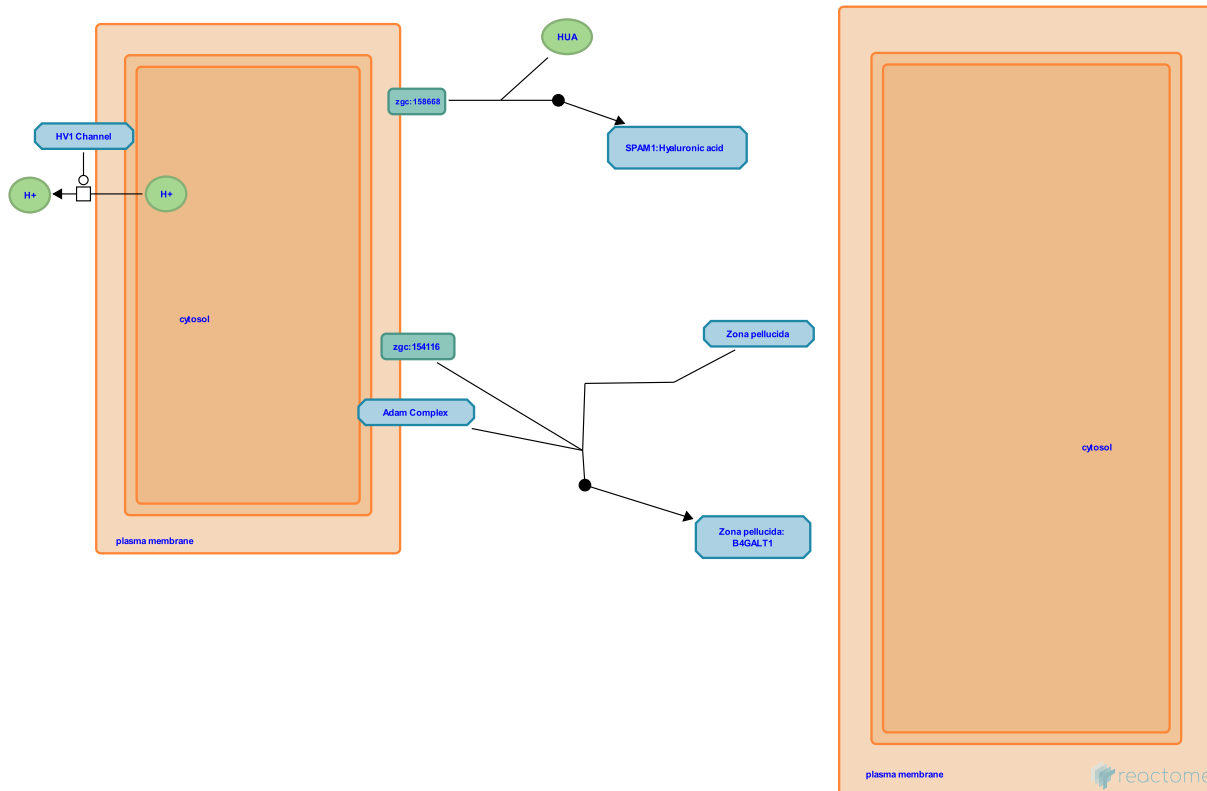 HUA
zgc:158668
HV1 Channel
SPAM1:Hyaluronic acid
H+
H+
cytosol
Zona pellucida
zgc:154116
Adam Complex
cytosol
Zona pellucida:
B4GALT1
plasma membrane
plasma membrane
reactome